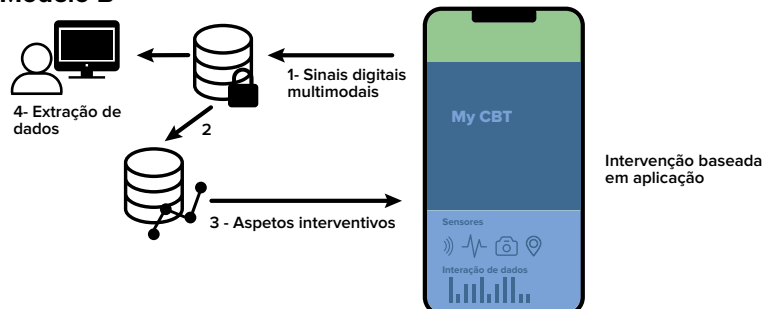 Modelo B
1- Sinais digitais
multimodais
4- Extração de
dados
2
My CBT
3 - Aspetos interventivos
Intervenção baseada
em aplicação
Sensores
Interação de dados